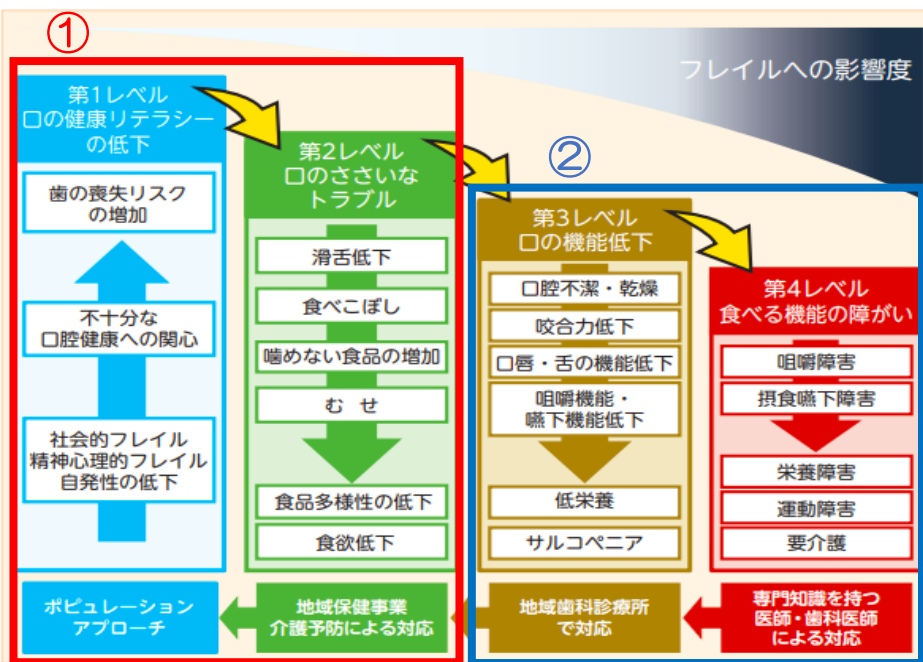 ①
フレイルへの影響度
第1レベル
口の健康リテラシー
の低下
歯の喪失リスク
の増加
不十分な
口腔健康への関心
社会的フレイル
精神心理的フレイル
自発性の低下
ポピュレーション
アプローチ
第2レベル
口のささいな
トラブル
滑舌低下
食べこぼし
噛めない食品の増加
むせ
食品多様性の低下
食欲低下
地域保健事業
介護予防による対応
②
第3レベル
口の機能低下
口腔不潔・乾燥
咬合力低下
口唇・舌の機能低下
咀嚼機能・
嚥下機能低下
低栄養
サルコペニア
地域歯科診療所
で対応
第4レベル
食べる機能の障がい
咀嚼障害
摂食嚥下障害
栄養障害
運動障害
要介護
専門知識を持つ
医師・歯科医師
による対応